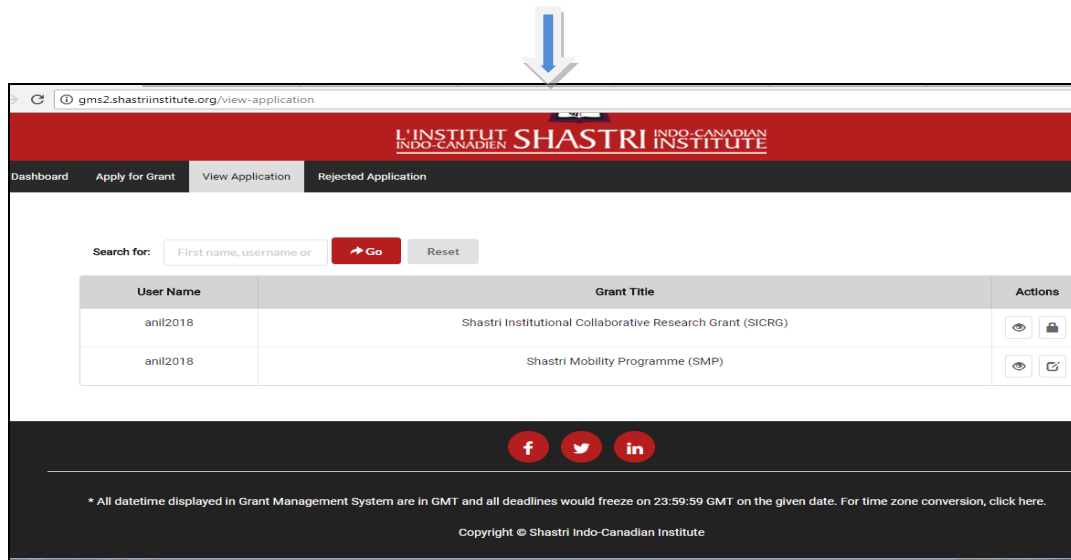 gms2.shastriinstitute.org/view-application
L'INSTITUT INDO-CANADIEN SHASTRI INDO-CANADIAN INSTITUTE
Dashboard Apply for Grant View Application Rejected Application
Search for: First name, username or Go Reset
User Name Grant Title Actions
anil2018 Shastri Institutional Collaborative Research Grant (SICRG)
anil2018 Shastri Mobility Programme (SMP)
* All datetime displayed in Grant Management System are in GMT and all deadlines would freeze on 23:59:59 GMT on the given date. For time zone conversion, click here.
Copyright © Shastri Indo-Canadian Institute